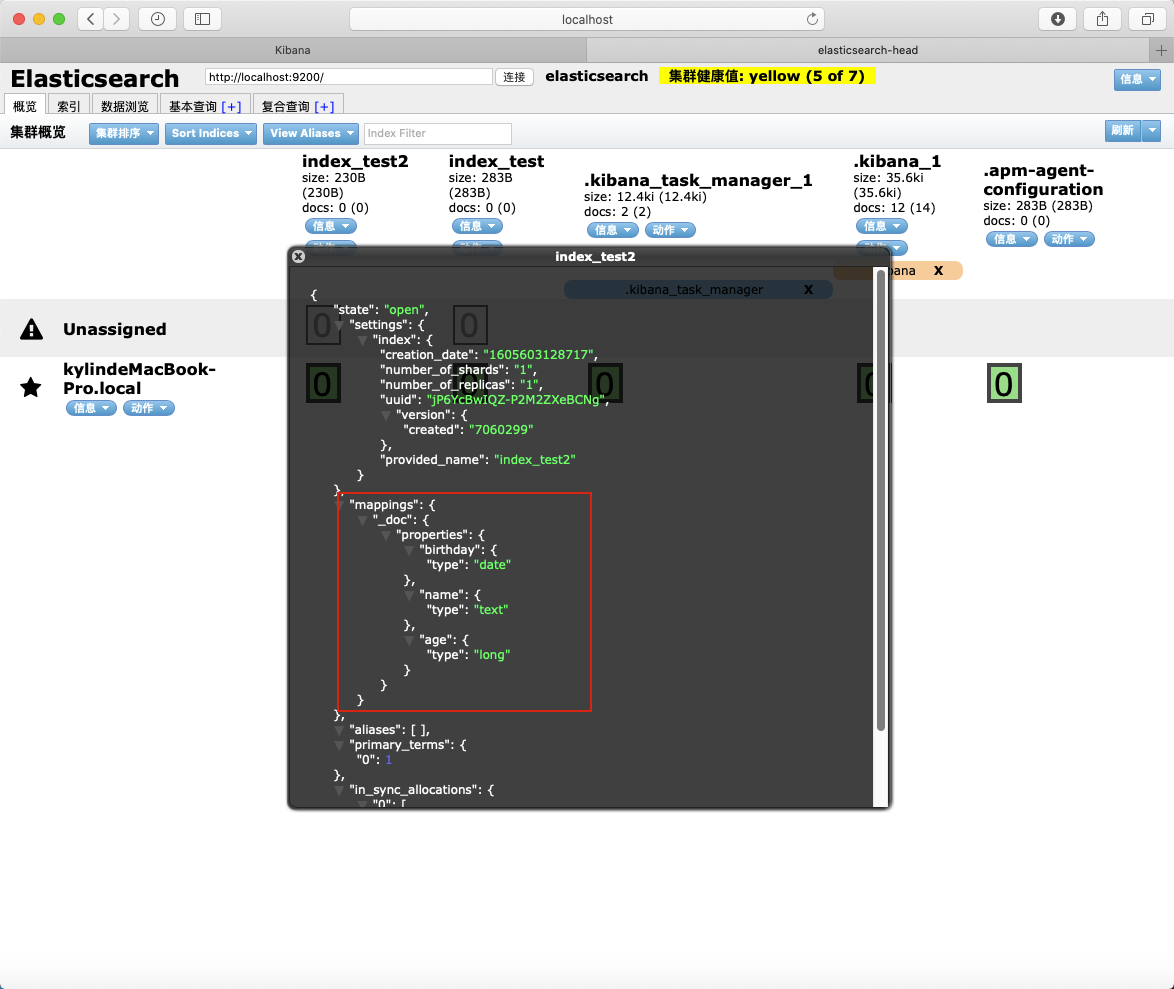 localhost
Kibana
elasticsearch-head
Elasticsearch
http://localhost:9200/
连接
elasticsearch
集群健康值: yellow (5 of 7)
信息
概览
索引
数据浏览
基本查询 [+]
复合查询 [+]
集群概览
集群排序
Sort Indices
View Aliases
Index Filter
刷新
index_test2
size: 230B
(230B)
docs: 0 (0)
信息
动作
index_test
size: 283B
(283B)
docs: 0 (0)
信息
动作
.kibana_task_manager_1
size: 12.4ki (12.4ki)
docs: 2 (2)
信息
动作
.kibana_1
size: 35.6ki
(35.6ki)
docs: 12 (14)
信息
动作
.apm-agent-
configuration
size: 283B (283B)
docs: 0 (0)
信息
动作
bana X
.kibana_task_manager X
Unassigned
0 0
kylindeMacBook-
Pro.local
信息
动作
0 0 0 0 0
index_test2
{
"state": "open",
"settings": {
"index": {
"creation_date": "1605603128717",
"number_of_shards": "1",
"number_of_replicas": "1",
"uuid": "jP6YcBwIQZ-P2M2ZXeBCNg",
"version": {
"created": "7060299"
},
"provided_name": "index_test2"
}
},
"mappings": {
"_doc": {
"properties": {
"birthday": {
"type": "date"
},
"name": {
"type": "text"
},
"age": {
"type": "long"
}
}
}
},
"aliases": [ ],
"primary_terms": {
"0": 1
},
"in_sync_allocations": {
"0": [